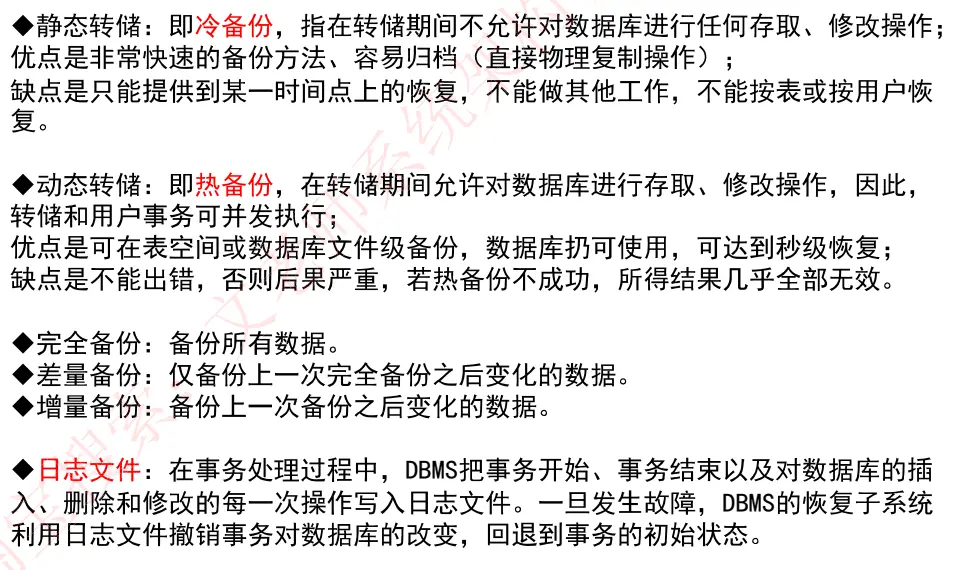 ◆静态转储：即冷备份，指在转储期间不允许对数据库进行任何存取、修改操作；
优点是非常快速的备份方法、容易归档（直接物理复制操作）；
缺点是只能提供到某一时间点上的恢复，不能做其他工作，不能按表或按用户恢
复。
◆动态转储：即热备份，在转储期间允许对数据库进行存取、修改操作，因此，
转储和用户事务可并发执行；
优点是可在表空间或数据库文件级备份，数据库扔可使用，可达到秒级恢复；
缺点是不能出错，否则后果严重，若热备份不成功，所得结果几乎全部无效。
◆完全备份：备份所有数据。
◆差量备份：仅备份上一次完全备份之后变化的数据。
◆增量备份：备份上一次备份之后变化的数据。
◆日志文件：在事务处理过程中，DBMS把事务开始、事务结束以及对数据库的插
入、删除和修改的每一次操作写入日志文件。一旦发生故障，DBMS的恢复子系统
利用日志文件撤销事务对数据库的改变，回退到事务的初始状态。